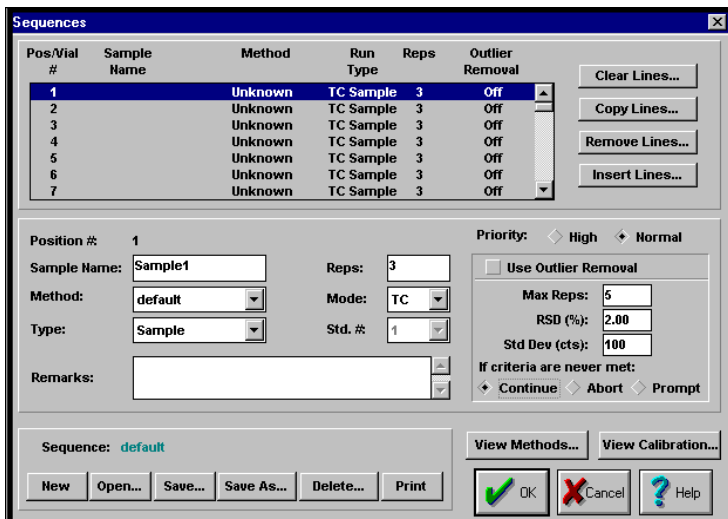 Sequences
Pos/Vial # Sample Name Method Run Type Reps Outlier Removal
1 Unknown TC Sample 3 Off
2 Unknown TC Sample 3 Off
3 Unknown TC Sample 3 Off
4 Unknown TC Sample 3 Off
5 Unknown TC Sample 3 Off
6 Unknown TC Sample 3 Off
7 Unknown TC Sample 3 Off
Clear Lines...
Copy Lines...
Remove Lines...
Insert Lines...
Position #: 1
Sample Name: Sample1
Reps: 3
Method: default
Mode: TC
Type: Sample
Std. #: 1
Remarks:
Priority: High Normal
Use Outlier Removal
Max Reps: 5
RSD (%): 2.00
Std Dev (cts): 100
If criteria are never met:
Continue Abort Prompt
Sequence: default
New Open... Save... Save As... Delete... Print
View Methods... View Calibration...
OK Cancel ? Help